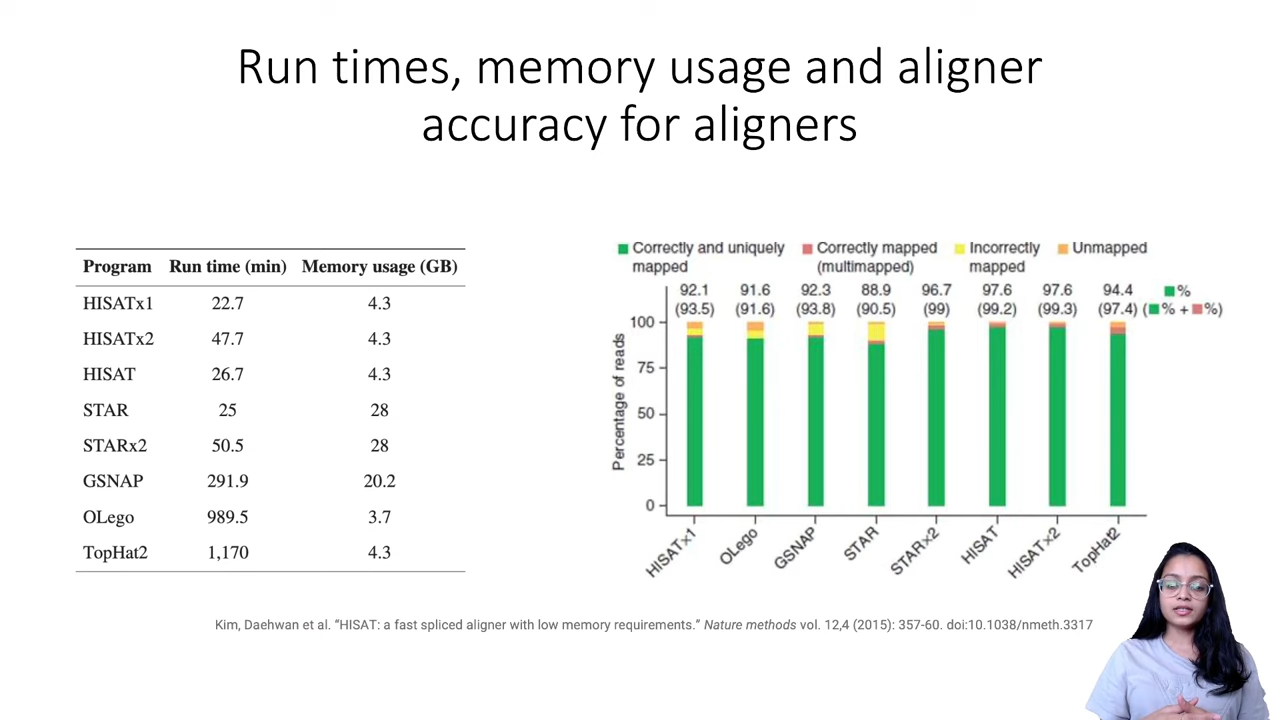 Run times, memory usage and aligner
accuracy for aligners
Program Run time (min) Memory usage (GB)
HISATx1 22.7 4.3
HISATx2 47.7 4.3
HISAT 26.7 4.3
STAR 25 28
STARx2 50.5 28
GSNAP 291.9 20.2
OLego 989.5 3.7
TopHat2 1,170 4.3
Correctly and uniquely mapped
Correctly mapped (multimapped)
Incorrectly mapped
Unmapped
92.1 91.6 92.3 88.9 96.7 97.6 97.6 94.4 %
(93.5) (91.6) (93.8) (90.5) (99) (99.2) (99.3) (97.4) (% + %)
100
75
50
25
0
Percentage of reads
HISAT×1 OLego GSNAP STAR STAR×2 HISAT HISAT×2 TopHat2
Kim, Daehwan et al. “HISAT: a fast spliced aligner with low memory requirements.” Nature methods vol. 12,4 (2015): 357-60. doi:10.1038/nmeth.3317